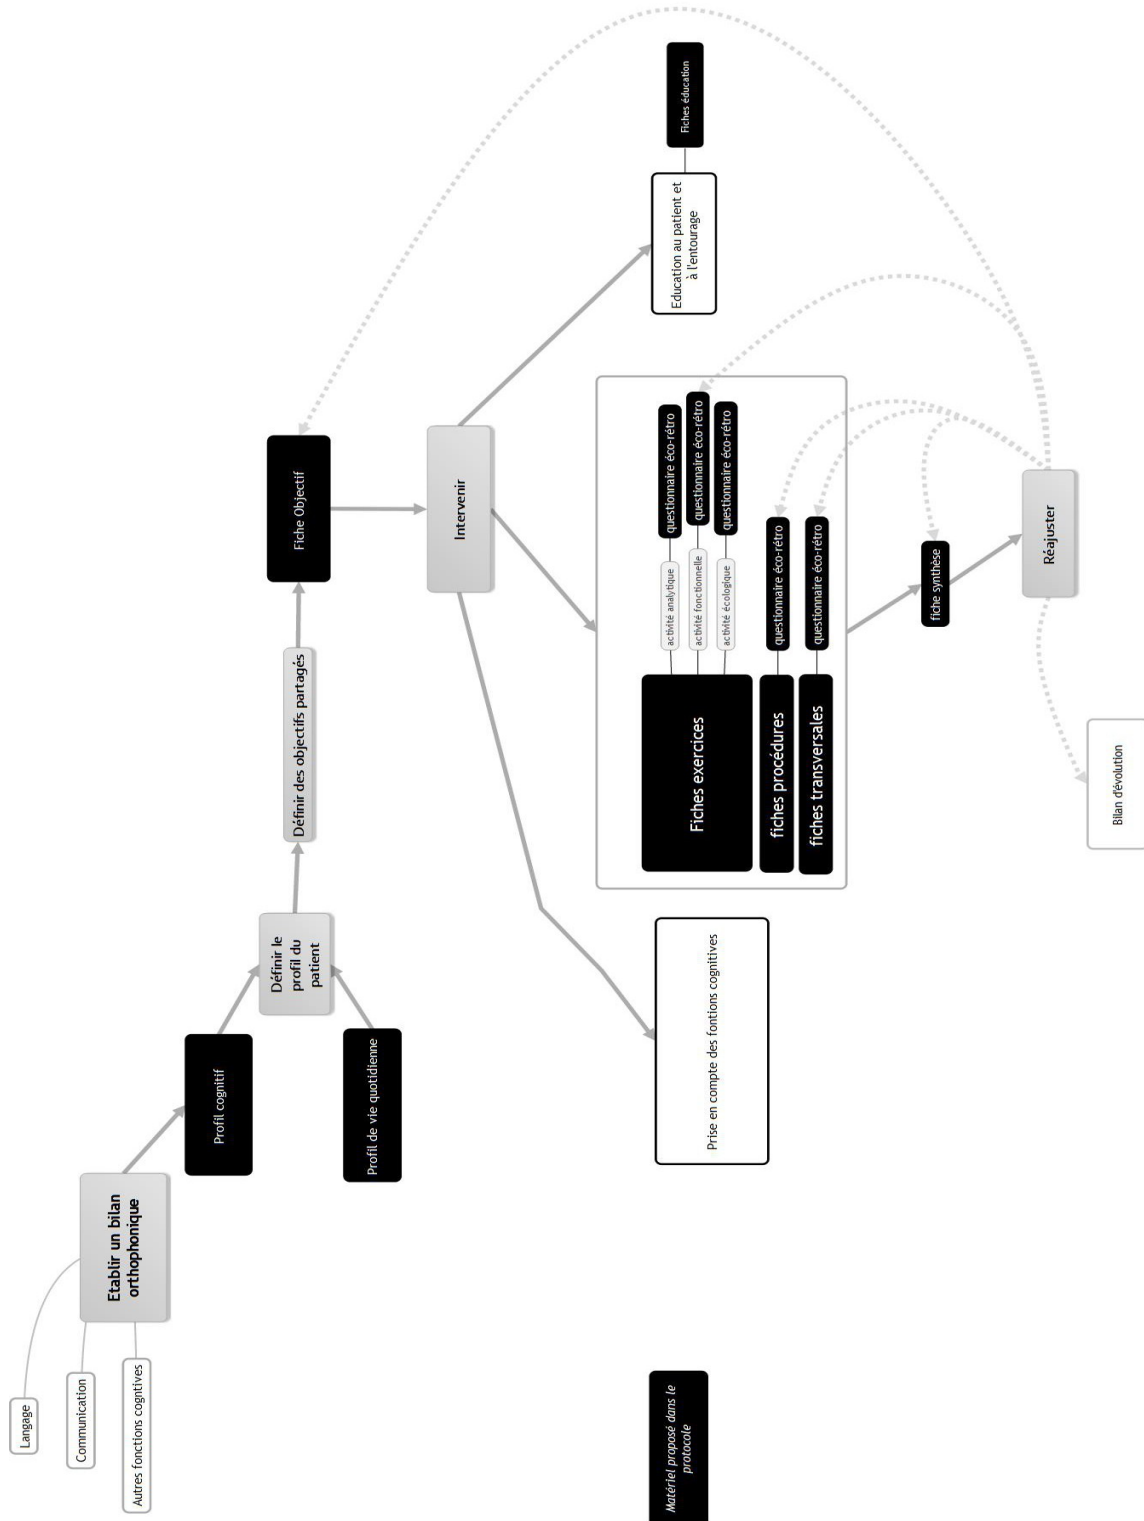 Langage
Communication
Autres fonctions cogntives
Etablir un bilan
orthophonique
Profil cognitif
Profil de vie quotidienne
Définir le
profil du
patient
Définir des objectifs partagés
Fiche Objectif
Intervenir
Education au patient et
à l'entourage
Fiches éducation
Fiches exercices
activité analytique
questionnaire éco-rétro
activité fonctionnelle
questionnaire éco-rétro
activité écologique
questionnaire éco-rétro
fiches procédures
questionnaire éco-rétro
fiches transversales
questionnaire éco-rétro
Prise en compte des fontions cognitives
fiche synthèse
Réajuster
Bilan d'évolution
Matériel proposé dans le
protocole